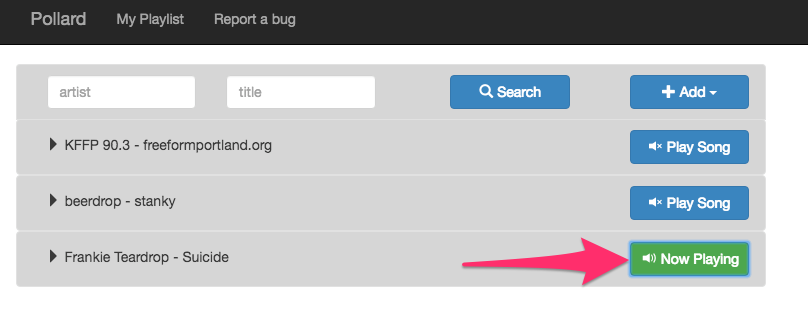 Pollard My Playlist Report a bug
artist title Search Add
KFFP 90.3 - freeformportland.org Play Song
beerdrop - stanky Play Song
Frankie Teardrop - Suicide Now Playing